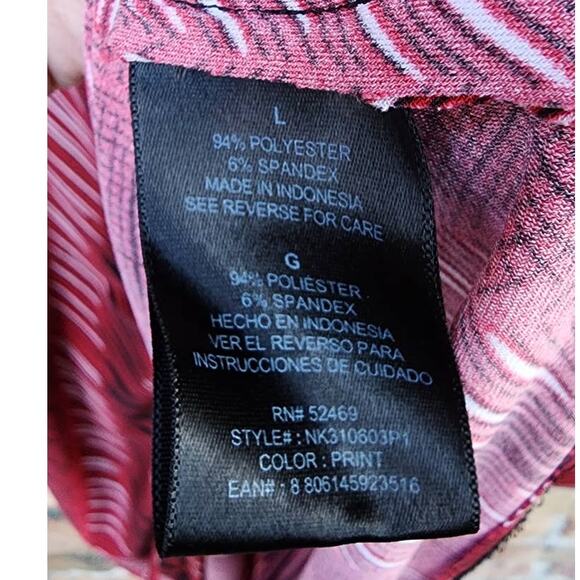 L
94% POLYESTER
6% SPANDEX
MADE IN INDONESIA
SEE REVERSE FOR CARE
G
94% POLIÉSTER
6% SPANDEX
HECHO EN INDONESIA
VER EL REVERSO PARA
INSTRUCCIONES DE CUIDADO
RN# 52469
STYLE# : NK310603P1
COLOR : PRINT
EAN# : 8 806145923516